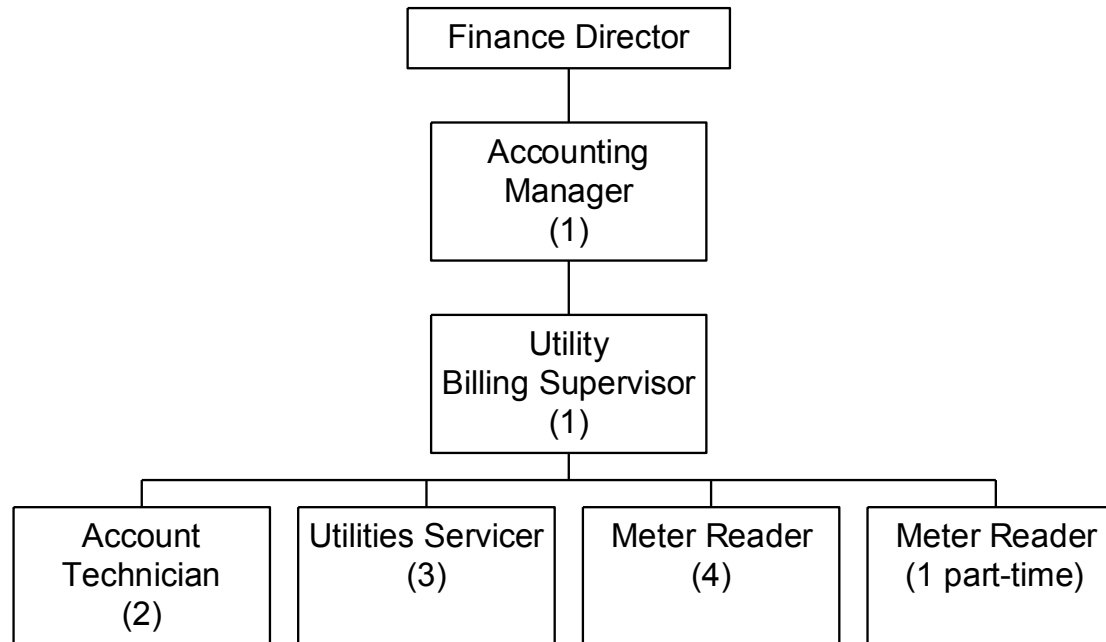 Finance Director
Accounting
Manager
(1)
Utility
Billing Supervisor
(1)
Account
Technician
(2)
Utilities Servicer
(3)
Meter Reader
(4)
Meter Reader
(1 part-time)